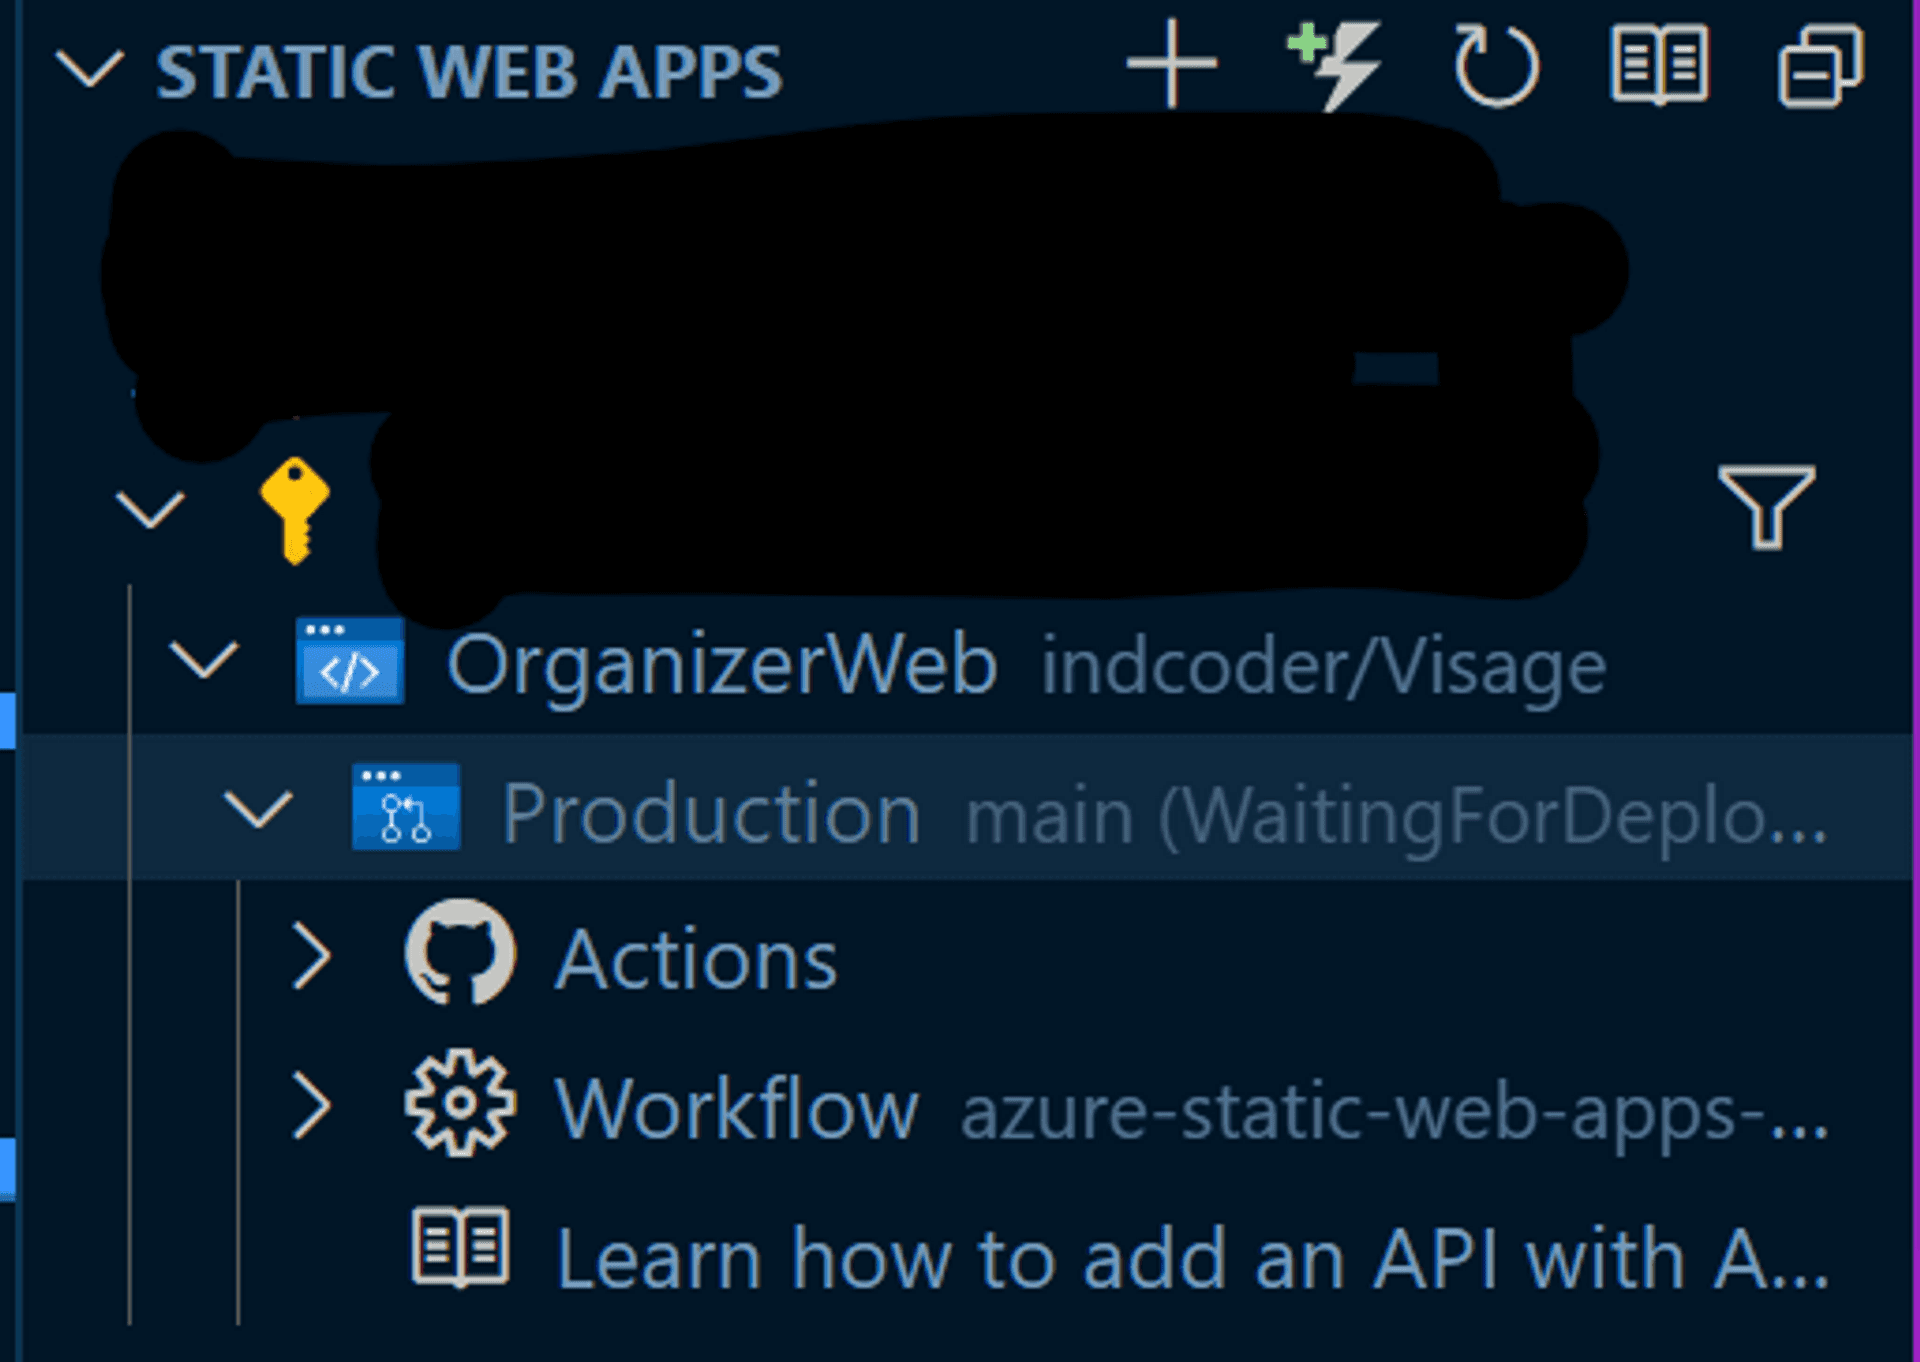 STATIC WEB APPS
OrganizerWeb indcoder/Visage
Production main (WaitingForDeplo...
Actions
Workflow azure-static-web-apps-...
Learn how to add an API with A...